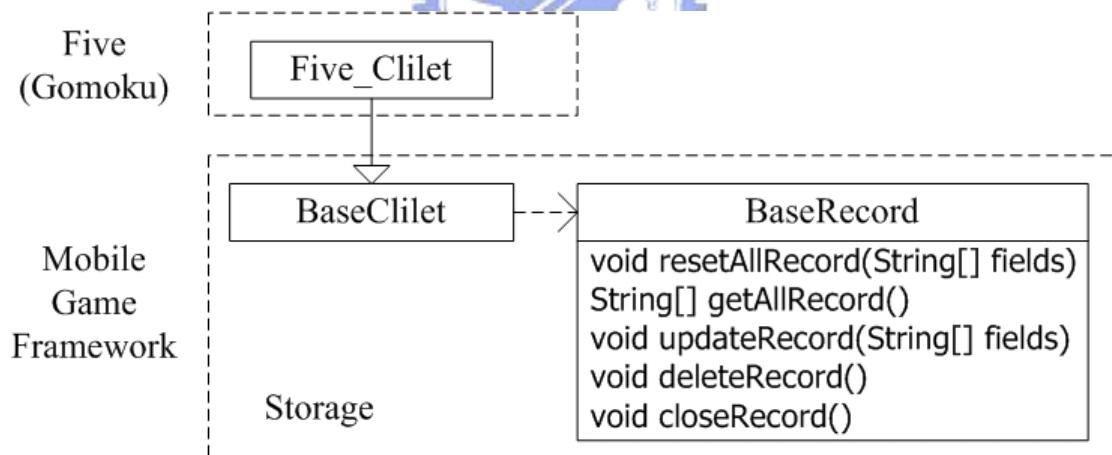 Five
(Gomoku)
Five_Clilet
Mobile
Game
Framework
BaseClilet
BaseRecord
void resetAllRecord(String[] fields)
String[] getAllRecord()
void updateRecord(String[] fields)
void deleteRecord()
void closeRecord()
Storage